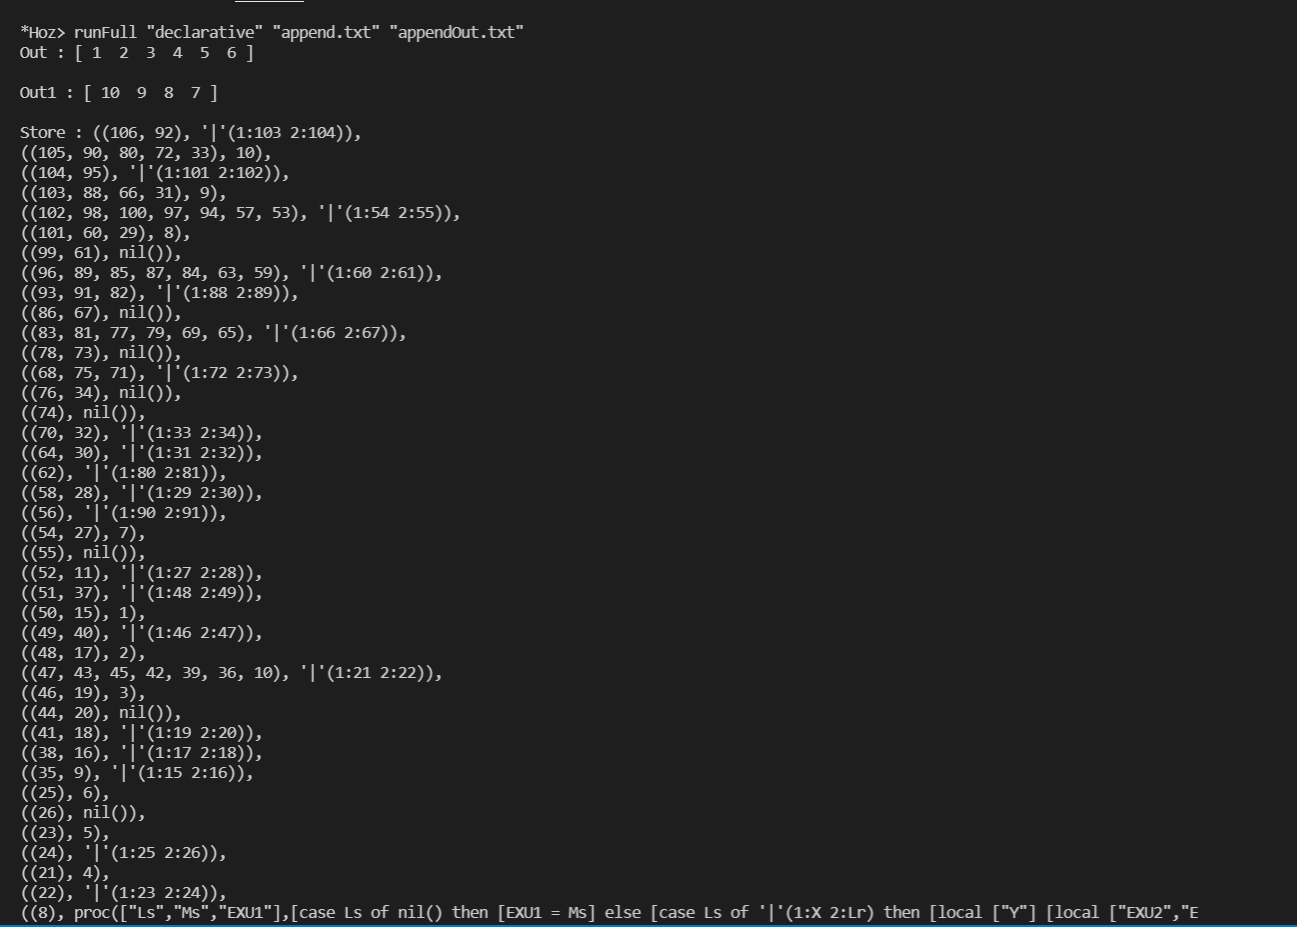 *Hoz> runFull "declarative" "append.txt" "appendOut.txt"
Out : [ 1  2  3  4  5  6 ]
Out1 : [ 10  9  8  7 ]
Store : ((106, 92), '|'(1:103 2:104)),
((105, 90, 80, 72, 33), 10),
((104, 95), '|'(1:101 2:102)),
((103, 88, 66, 31), 9),
((102, 98, 100, 97, 94, 57, 53), '|'(1:54 2:55)),
((101, 60, 29), 8),
((99, 61), nil()),
((96, 89, 85, 87, 84, 63, 59), '|'(1:60 2:61)),
((93, 91, 82), '|'(1:88 2:89)),
((86, 67), nil()),
((83, 81, 77, 79, 69, 65), '|'(1:66 2:67)),
((78, 73), nil()),
((68, 75, 71), '|'(1:72 2:73)),
((76, 34), nil()),
((74), nil()),
((70, 32), '|'(1:33 2:34)),
((64, 30), '|'(1:31 2:32)),
((62), '|'(1:80 2:81)),
((58, 28), '|'(1:29 2:30)),
((56), '|'(1:90 2:91)),
((54, 27), 7),
((55), nil()),
((52, 11), '|'(1:27 2:28)),
((51, 37), '|'(1:48 2:49)),
((50, 15), 1),
((49, 40), '|'(1:46 2:47)),
((48, 17), 2),
((47, 43, 45, 42, 39, 36, 10), '|'(1:21 2:22)),
((46, 19), 3),
((44, 20), nil()),
((41, 18), '|'(1:19 2:20)),
((38, 16), '|'(1:17 2:18)),
((35, 9), '|'(1:15 2:16)),
((25), 6),
((26), nil()),
((23), 5),
((24), '|'(1:25 2:26)),
((21), 4),
((22), '|'(1:23 2:24)),
((8), proc(["Ls","Ms","EXU1"],[case Ls of nil() then [EXU1 = Ms] else [case Ls of '|'(1:X 2:Lr) then [local ["Y"] [local ["EXU2","E